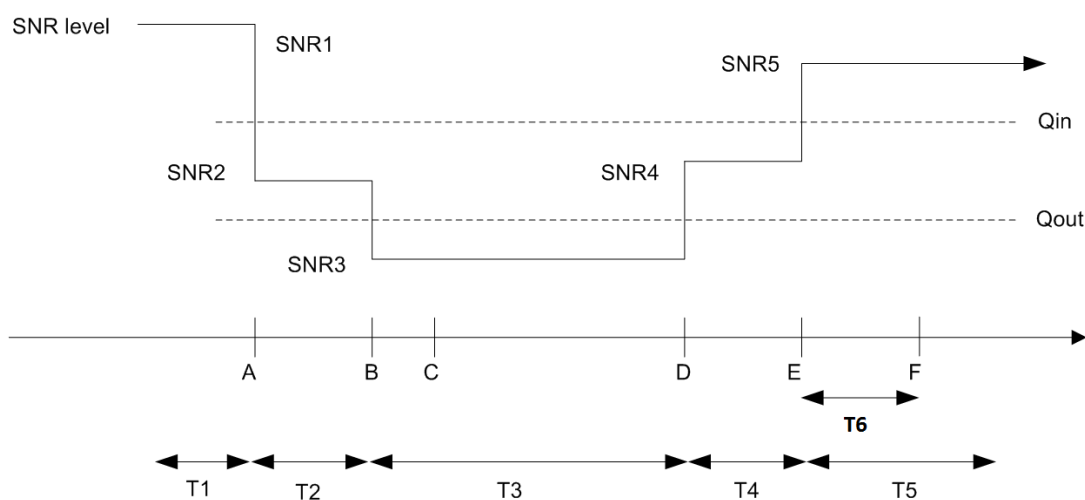 SNR level
SNR1
SNR5
Qin
SNR2
SNR4
Qout
SNR3
A B C D E F
T6
T1 T2 T3 T4 T5